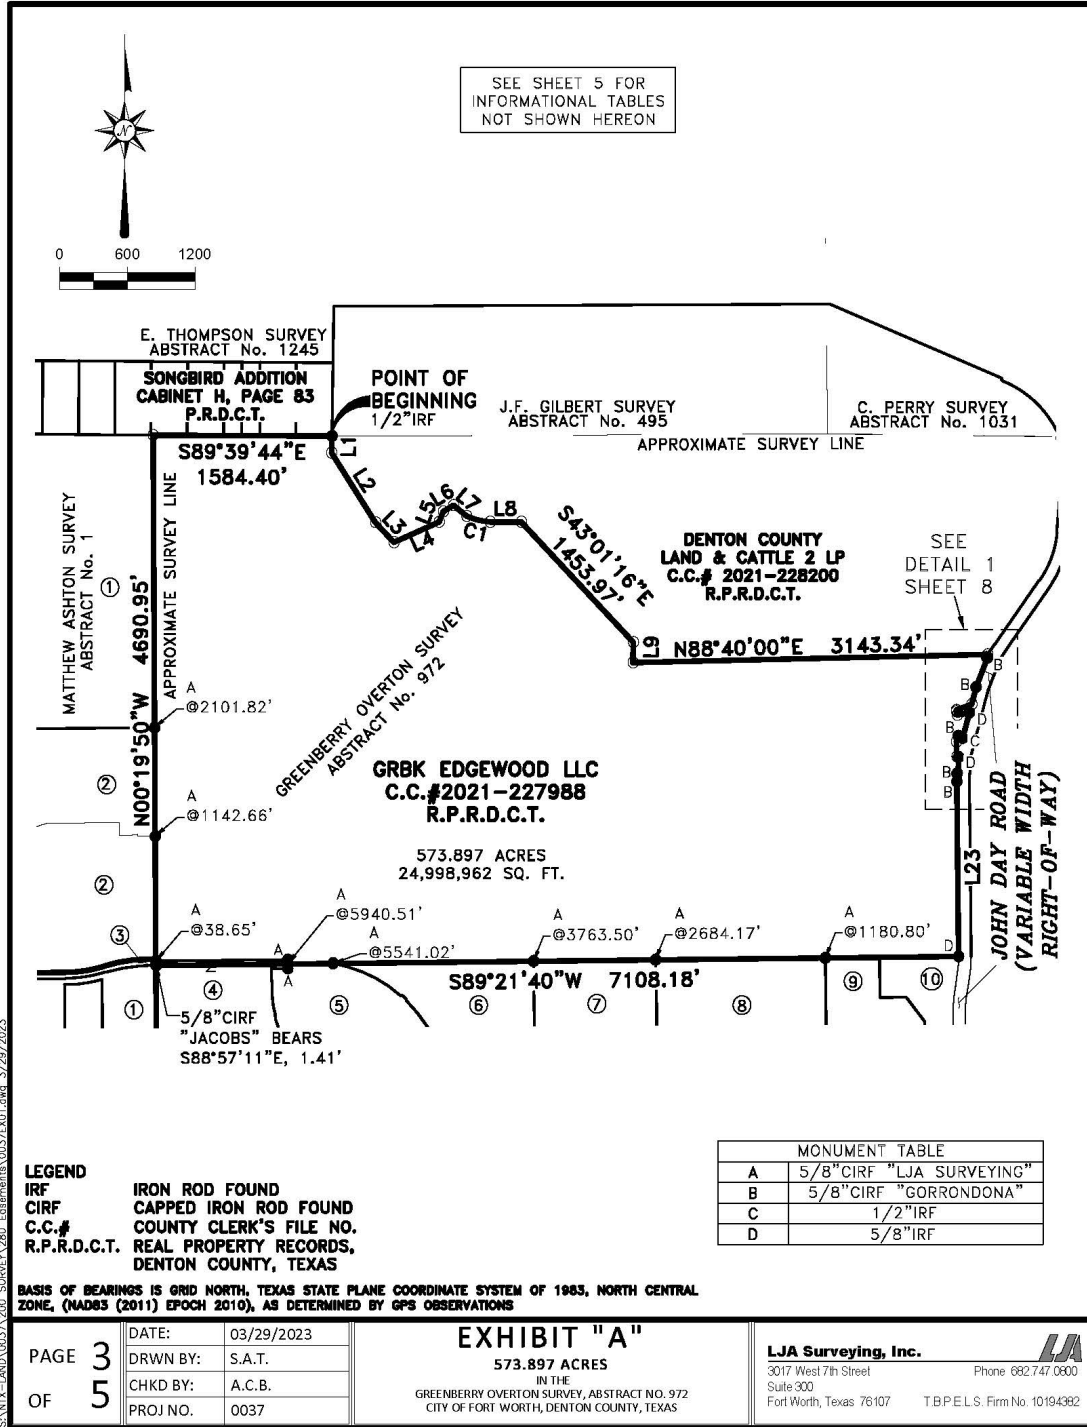 SEE SHEET 5 FOR
INFORMATIONAL TABLES
NOT SHOWN HEREON
N
0 600 1200
E. THOMPSON SURVEY
ABSTRACT No. 1245
SONGBIRD ADDITION
CABINET H, PAGE 83
P.R.D.C.T.
POINT OF
BEGINNING
1/2"IRF
J.F. GILBERT SURVEY
ABSTRACT No. 495
C. PERRY SURVEY
ABSTRACT No. 1031
APPROXIMATE SURVEY LINE
S89°39'44"E
1584.40'
L1
L2
L3
L4
L5
L6
L7
C1
L8
S43°01'16"E
1453.97'
DENTON COUNTY
LAND & CATTLE 2 LP
C.C.# 2021-228200
R.P.R.D.C.T.
SEE
DETAIL 1
SHEET 8
L9
N88°40'00"E 3143.34'
MATTHEW ASHTON SURVEY
ABSTRACT No. 1
1
N00°19'50"W 4690.95'
APPROXIMATE SURVEY LINE
A
@2101.82'
GREENBERRY OVERTON SURVEY
ABSTRACT No. 972
B
B
D
B
C
D
B
B
2
A
@1142.66'
GRBK EDGEWOOD LLC
C.C.#2021-227988
R.P.R.D.C.T.
573.897 ACRES
24,998,962 SQ. FT.
L23
JOHN DAY ROAD
(VARIABLE WIDTH
RIGHT-OF-WAY)
2
A
@38.65'
A
@5940.51'
A
@5541.02'
A
@3763.50'
A
@2684.17'
A
@1180.80'
3
A
A
D
S89°21'40"W 7108.18'
1
4
5
6
7
8
9
10
5/8"CIRF
"JACOBS" BEARS
S88°57'11"E, 1.41'
LEGEND
IRF IRON ROD FOUND
CIRF CAPPED IRON ROD FOUND
C.C.# COUNTY CLERK'S FILE NO.
R.P.R.D.C.T. REAL PROPERTY RECORDS,
DENTON COUNTY, TEXAS
MONUMENT TABLE
A 5/8"CIRF "LJA SURVEYING"
B 5/8"CIRF "GORRONDONA"
C 1/2"IRF
D 5/8"IRF
BASIS OF BEARINGS IS GRID NORTH, TEXAS STATE PLANE COORDINATE SYSTEM OF 1983, NORTH CENTRAL
ZONE, (NAD83 (2011) EPOCH 2010), AS DETERMINED BY GPS OBSERVATIONS
PAGE 3
OF 5
DATE: 03/29/2023
DRWN BY: S.A.T.
CHKD BY: A.C.B.
PROJ NO. 0037
EXHIBIT "A"
573.897 ACRES
IN THE
GREENBERRY OVERTON SURVEY, ABSTRACT NO. 972
CITY OF FORT WORTH, DENTON COUNTY, TEXAS
LJA Surveying, Inc.
3017 West 7th Street Phone 682.747.0800
Suite 300
Fort Worth, Texas 76107 T.B.P.E.L.S. Firm No. 10194382
LJA